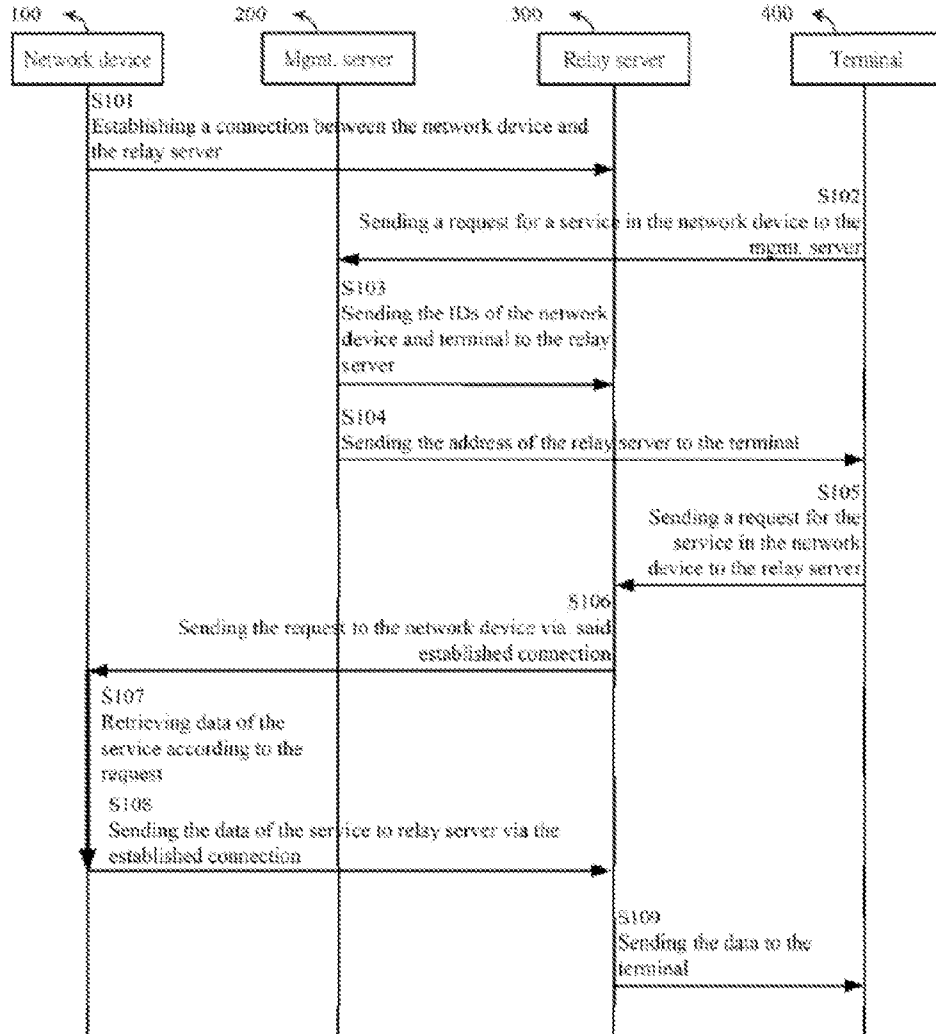 100 200 300 400
Network device Mgmt. server Relay server Terminal
S101
Establishing a connection between the network device and
the relay server
S102
Sending a request for a service in the network device to the
mgmt. server
S103
Sending the IDs of the network
device and terminal to the relay
server
S104
Sending the address of the relay server to the terminal
S105
Sending a request for the
service in the network
device to the relay server
S106
Sending the request to the network device via said
established connection
S107
Retrieving data of the
service according to the
request
S108
Sending the data of the service to relay server via the
established connection
S109
Sending the data to the
terminal